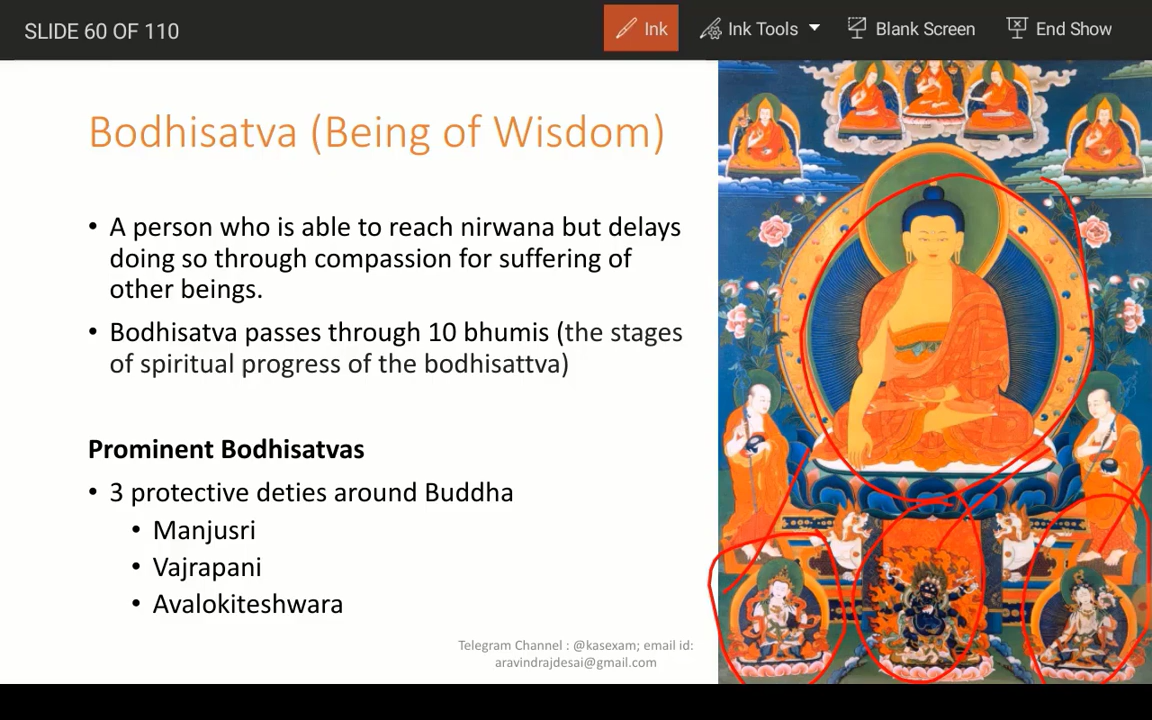 SLIDE 60 OF 110
Ink
Ink Tools
Blank Screen
End Show
Bodhisatva (Being of Wisdom)
• A person who is able to reach nirwana but delays
doing so through compassion for suffering of
other beings.
• Bodhisatva passes through 10 bhumis (the stages
of spiritual progress of the bodhisattva)
Prominent Bodhisatvas
• 3 protective deties around Buddha
• Manjusri
• Vajrapani
• Avalokiteshwara
Telegram Channel : @kasexam; email id:
aravindrajdesai@gmail.com